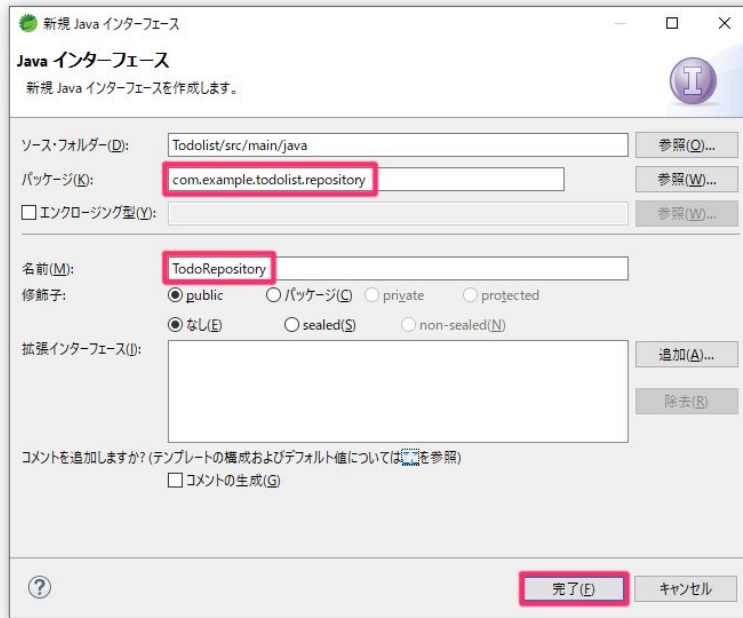 新規 Java インターフェース
Java インターフェース
新規 Java インターフェースを作成します。
I
ソース・フォルダー(D): Todolist/src/main/java 参照(O)...
パッケージ(K): com.example.todolist.repository 参照(W)...
エンクロージング型(Y): 参照(W)...
名前(M): TodoRepository
修飾子: public パッケージ(C) private protected
なし(E) sealed(S) non-sealed(N)
拡張インターフェース(I): 追加(A)...
除去(R)
コメントを追加しますか? (テンプレートの構成およびデフォルト値についてはここを参照)
コメントの生成(G)
? 完了(F) キャンセル